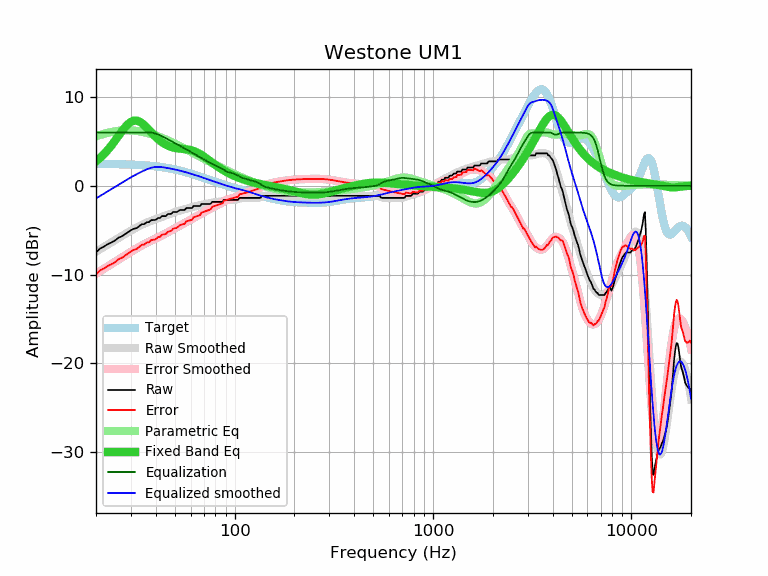 Westone UM1
10
0
−10
−20
−30
Amplitude (dBr)
Target
Raw Smoothed
Error Smoothed
Raw
Error
Parametric Eq
Fixed Band Eq
Equalization
Equalized smoothed
100
1000
10000
Frequency (Hz)